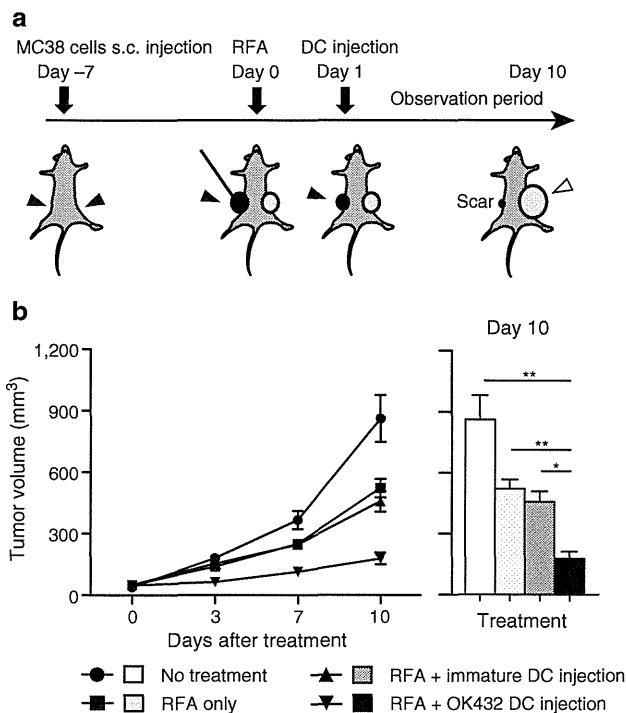 a
MC38 cells s.c. injection RFA DC injection
Day –7 Day 0 Day 1 Day 10
Observation period
Scar
b
Day 10
Tumor volume (mm³)
1,200
900
600
300
0
** 
**
*
0 3 7 10
Days after treatment
Treatment
No treatment
RFA + immature DC injection
RFA only
RFA + OK432 DC injection